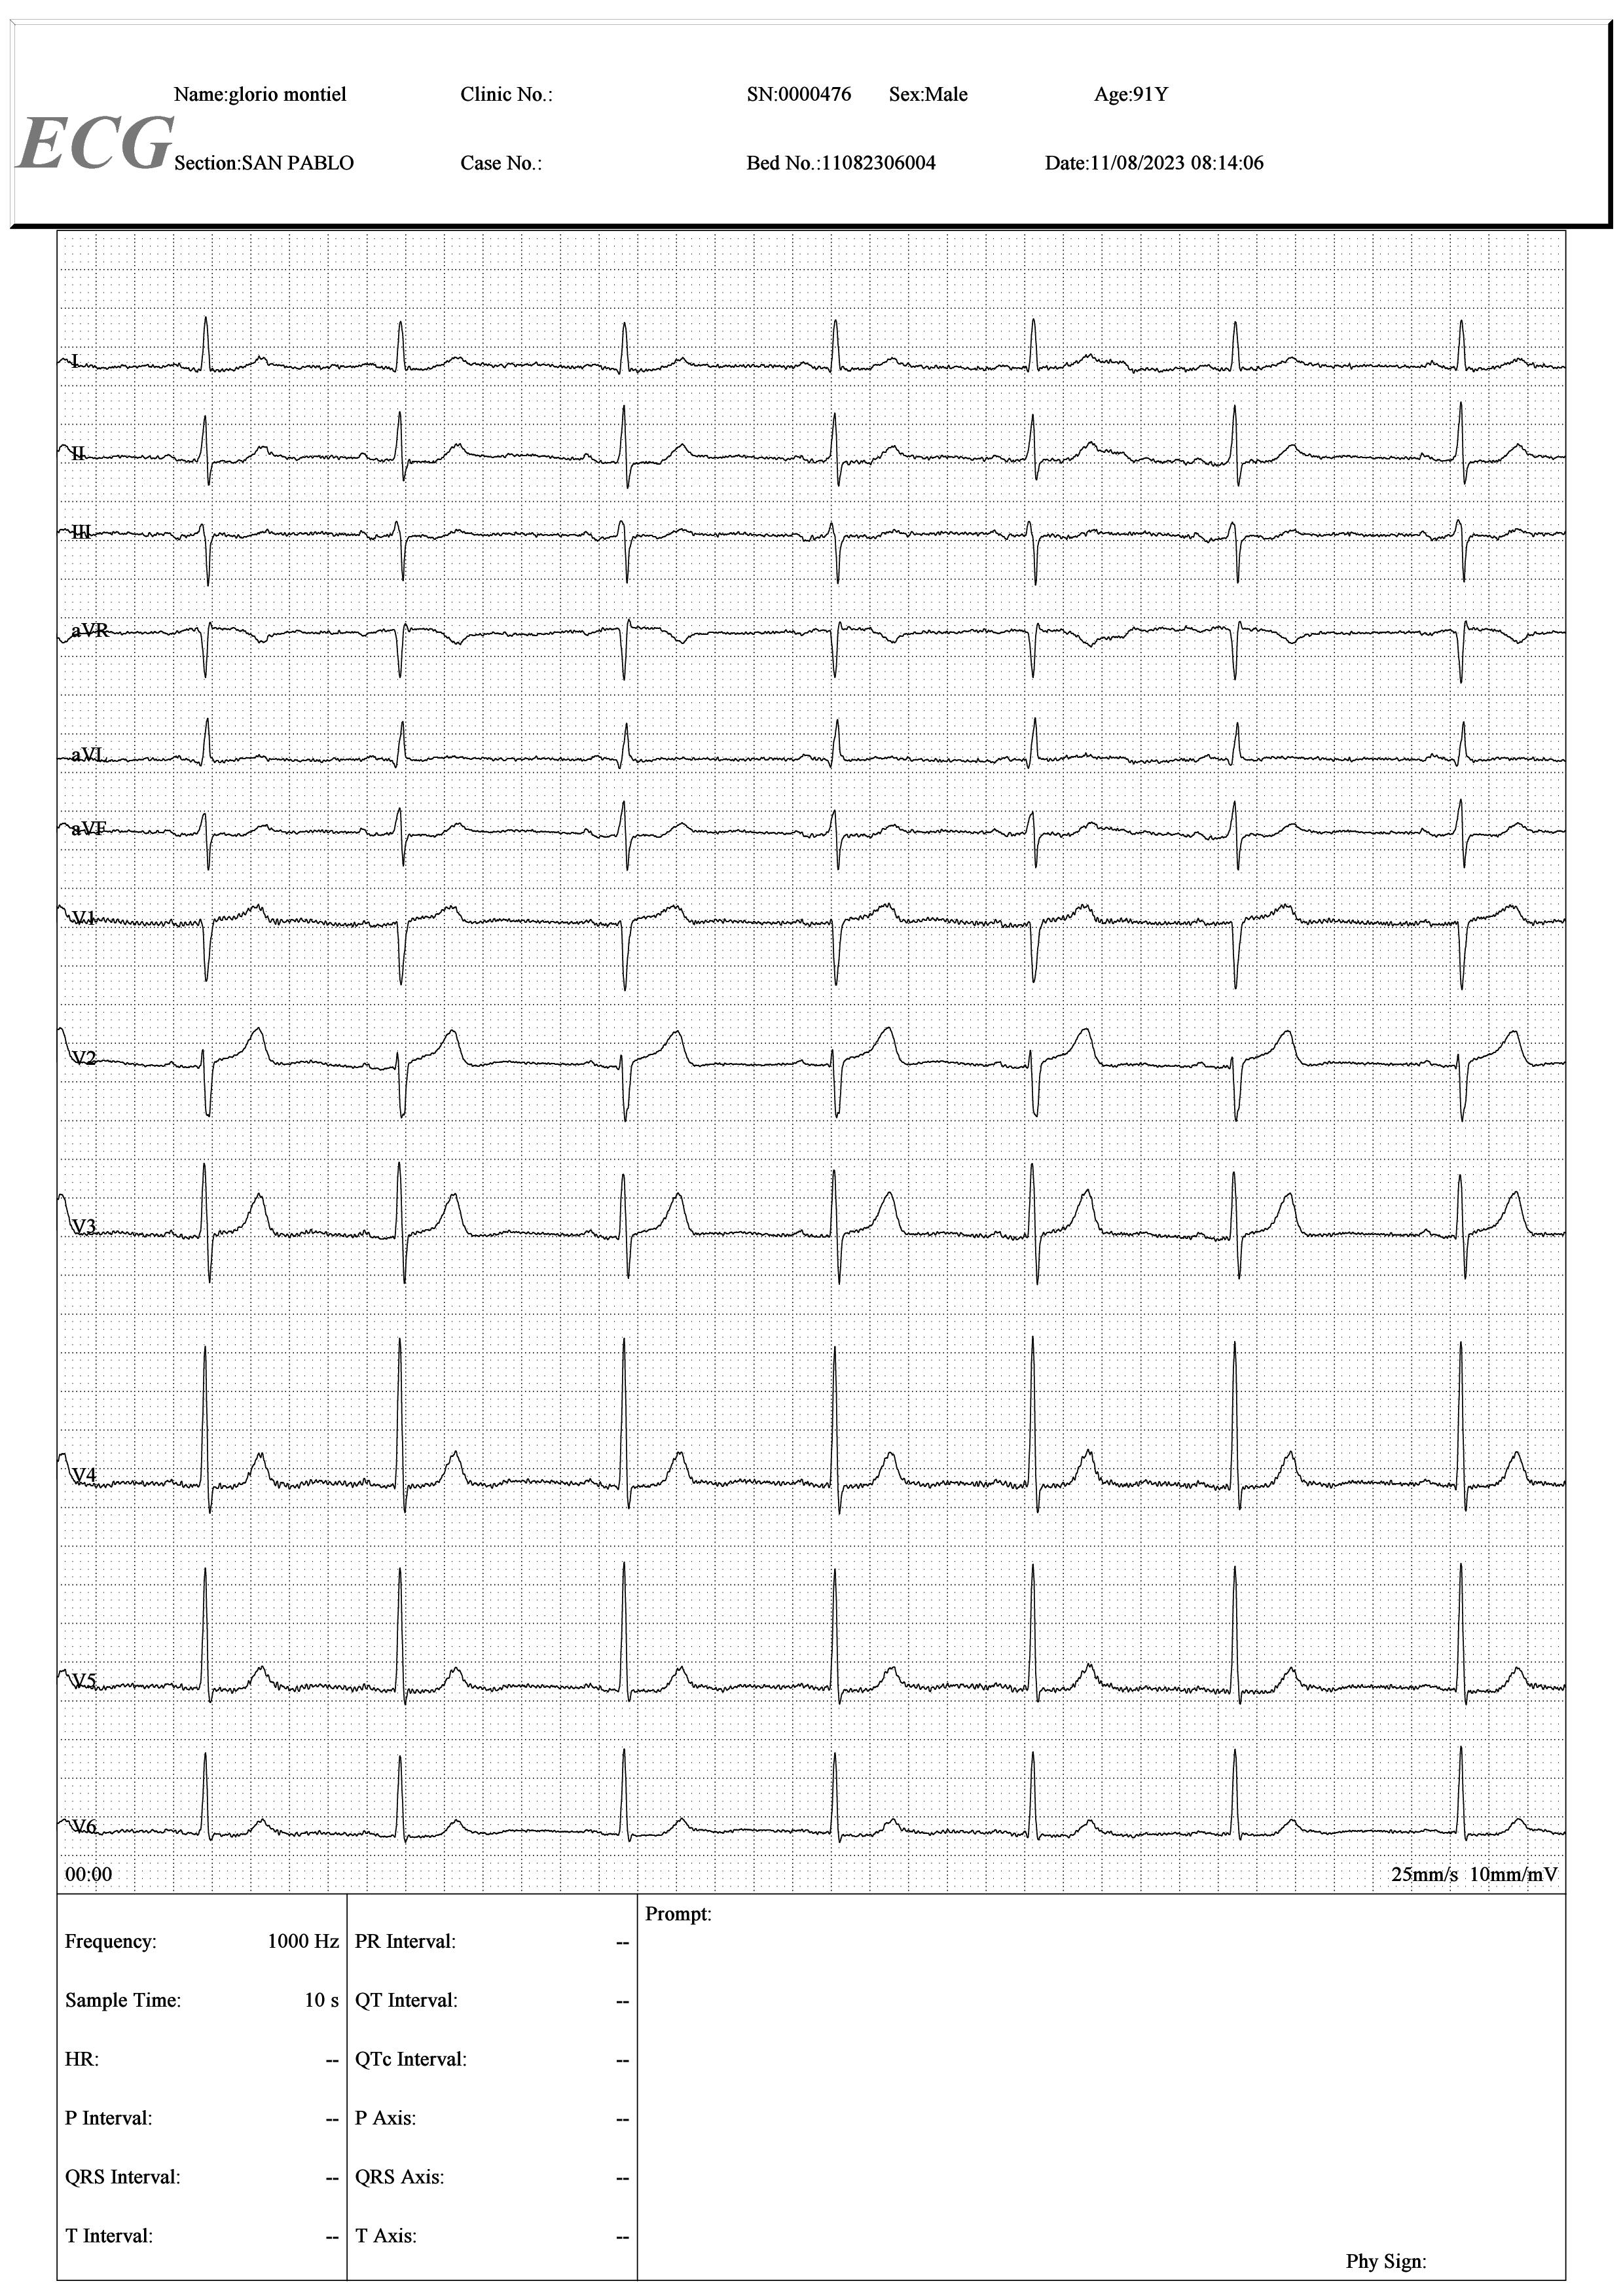 Name:glorio montiel Clinic No.: SN:0000476 Sex:Male Age:91Y
ECG
Section:SAN PABLO Case No.: Bed No.:11082306004 Date:11/08/2023 08:14:06
I
II
III
aVR
aVL
aVF
V1
V2
V3
V4
V5
V6
00:00 25mm/s 10mm/mV
Prompt:
Frequency: 1000 Hz PR Interval: --
Sample Time: 10 s QT Interval: --
HR: -- QTc Interval: --
P Interval: -- P Axis: --
QRS Interval: -- QRS Axis: --
T Interval: -- T Axis: --
Phy Sign: